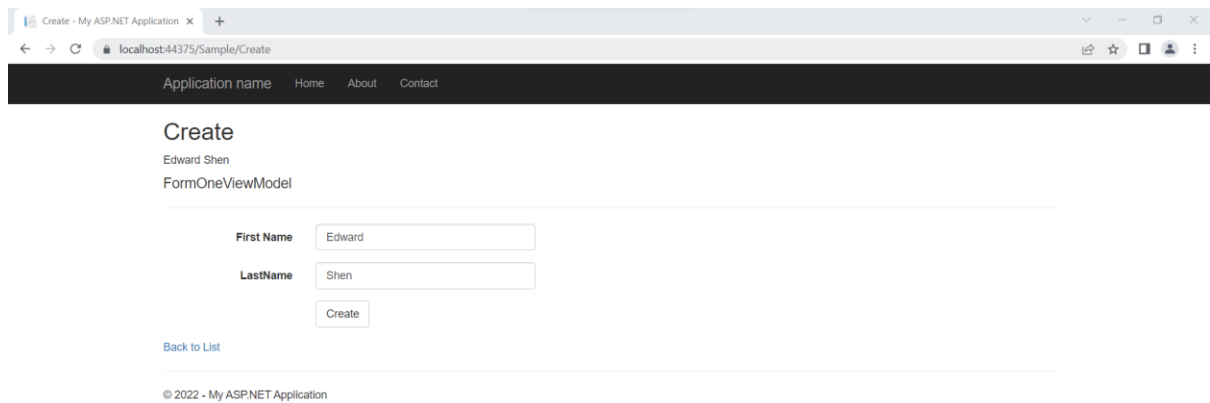 Create - My ASP.NET Application
localhost:44375/Sample/Create
Application name Home About Contact
Create
Edward Shen
FormOneViewModel
First Name Edward
LastName Shen
Create
Back to List
© 2022 - My ASP.NET Application